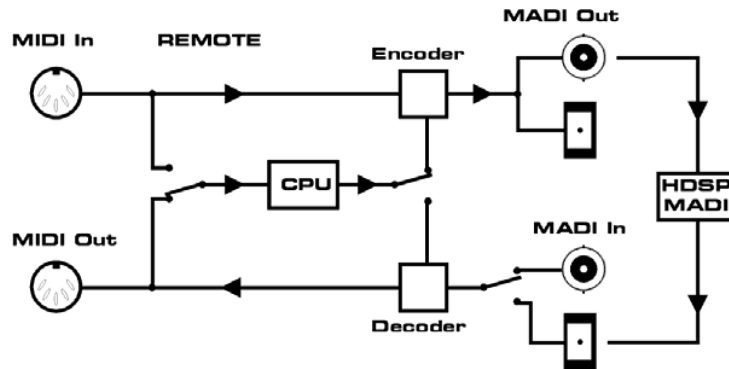 MADI Out
MIDI In
REMOTE
Encoder
CPU
HDSP
MADI
MIDI Out
MADI In
Decoder